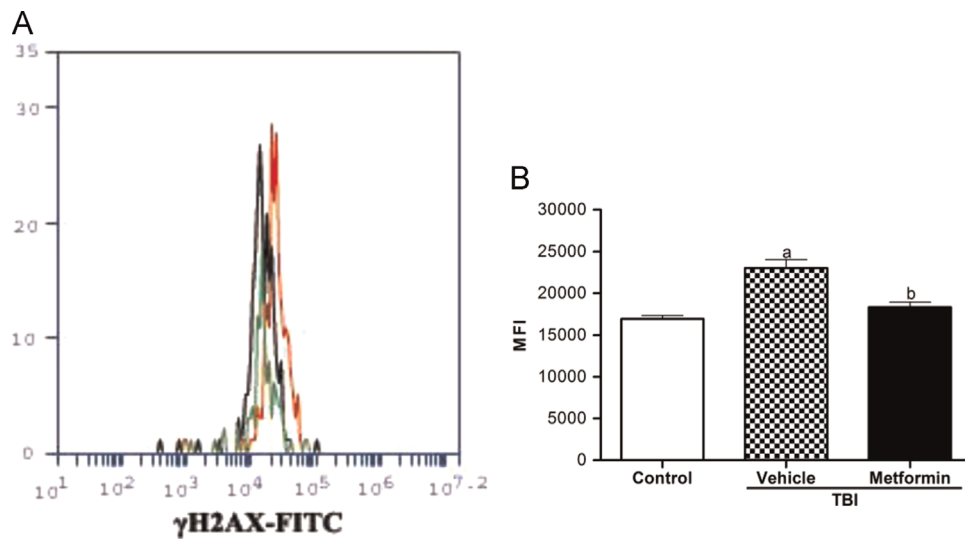 A
35
30
20
10
0
10¹ 10² 10³ 10⁴ 10⁵ 10⁶ 10⁷·²
γH2AX-FITC
B
30000
25000
20000
15000
10000
5000
0
MFI
a
b
Control Vehicle Metformin
TBI